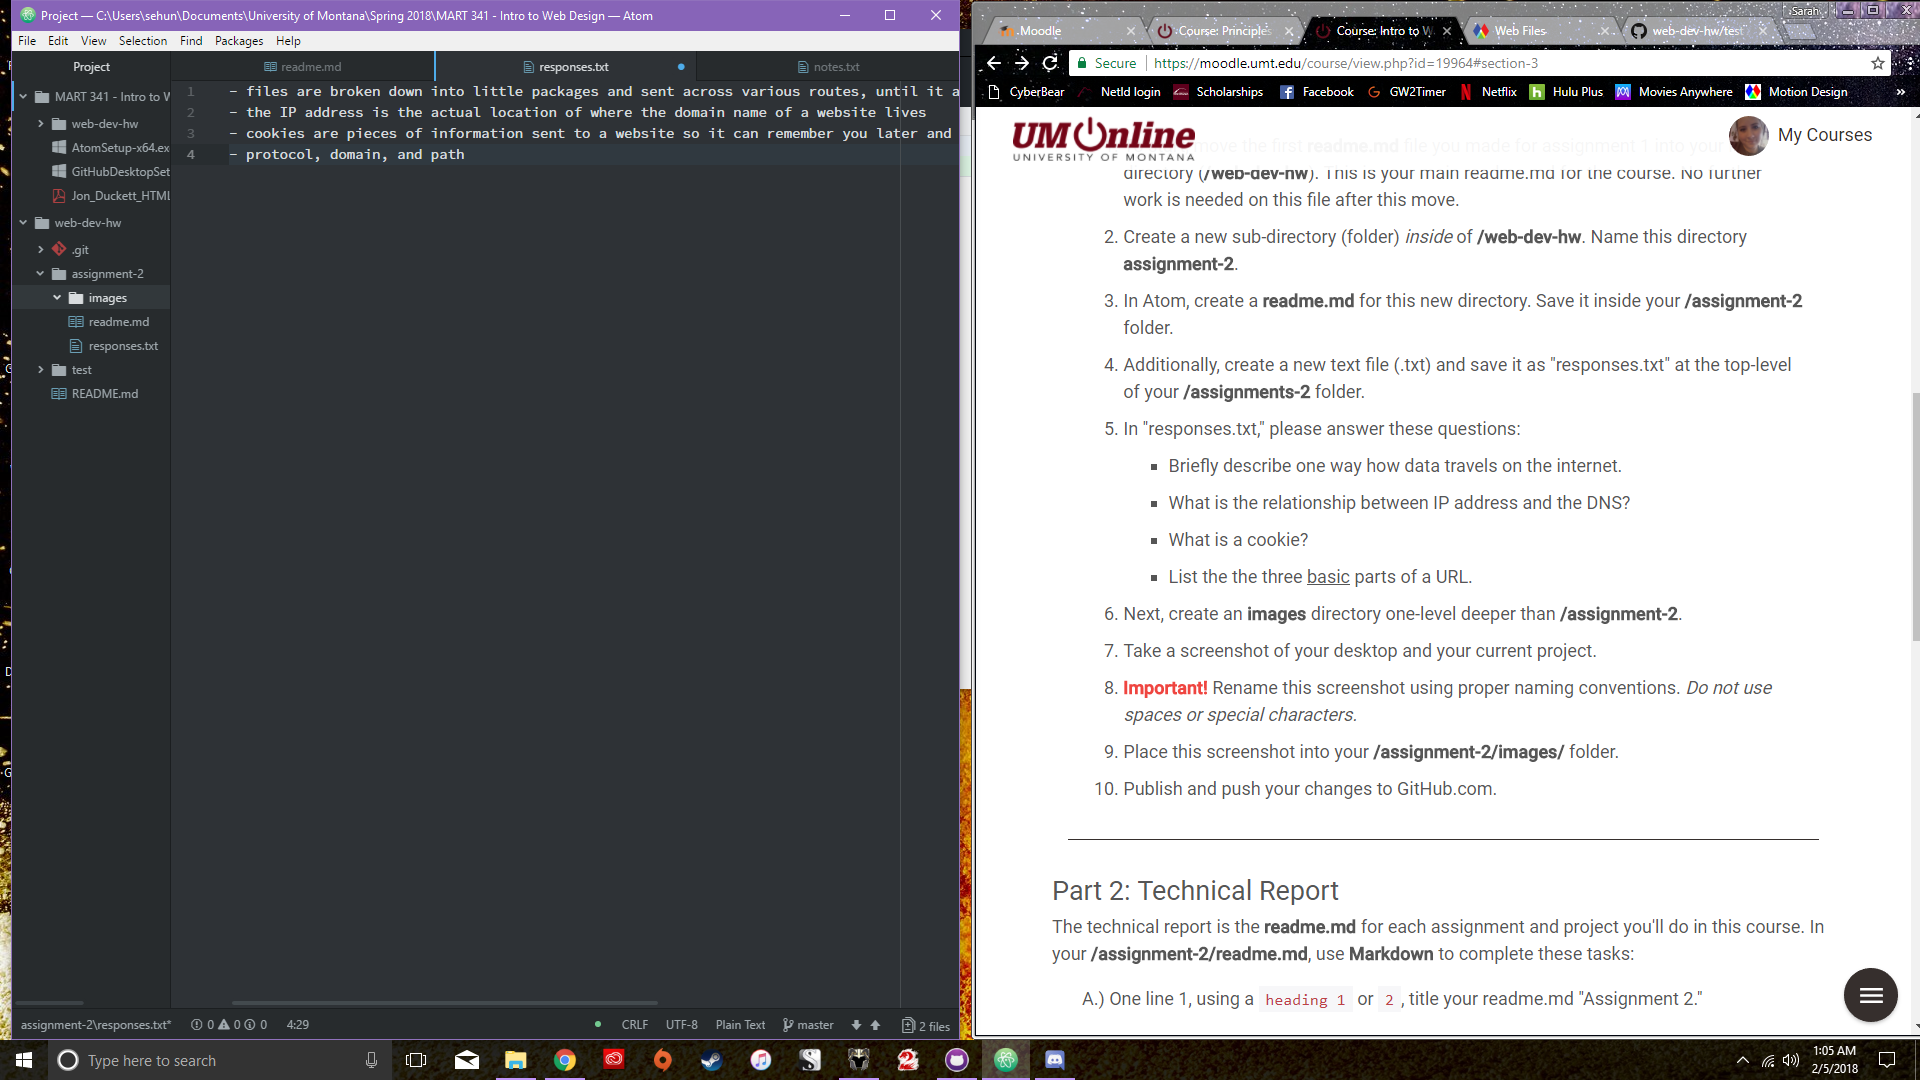 Project — C:\Users\sehun\Documents\University of Montana\Spring 2018\MART 341 - Intro to Web Design — Atom
File Edit View Selection Find Packages Help
Project
readme.md
responses.txt
notes.txt
MART 341 - Intro to W
web-dev-hw
AtomSetup-x64.ex
GitHubDesktopSet
Jon_Duckett_HTML
web-dev-hw
.git
assignment-2
images
readme.md
responses.txt
test
README.md
1 - files are broken down into little packages and sent across various routes, until it a
2 - the IP address is the actual location of where the domain name of a website lives
3 - cookies are pieces of information sent to a website so it can remember you later and
4 - protocol, domain, and path
assignment-2\responses.txt* 0 0 0 4:29 CRLF UTF-8 Plain Text master 2 files
Sarah
Moodle
Course: Principles
Course: Intro to W
Web Files
web-dev-hw/test
Secure https://moodle.umt.edu/course/view.php?id=19964#section-3
CyberBear NetId login Scholarships Facebook GW2Timer Netflix Hulu Plus Movies Anywhere Motion Design »
UMOnline
UNIVERSITY OF MONTANA
My Courses
move the first readme.md file you made for assignment 1 into your
directory (/web-dev-hw). This is your main readme.md for the course. No further
work is needed on this file after this move.
2. Create a new sub-directory (folder) inside of /web-dev-hw. Name this directory
assignment-2.
3. In Atom, create a readme.md for this new directory. Save it inside your /assignment-2
folder.
4. Additionally, create a new text file (.txt) and save it as "responses.txt" at the top-level
of your /assignments-2 folder.
5. In "responses.txt," please answer these questions:
▪ Briefly describe one way how data travels on the internet.
▪ What is the relationship between IP address and the DNS?
▪ What is a cookie?
▪ List the the three basic parts of a URL.
6. Next, create an images directory one-level deeper than /assignment-2.
7. Take a screenshot of your desktop and your current project.
8. Important! Rename this screenshot using proper naming conventions. Do not use
spaces or special characters.
9. Place this screenshot into your /assignment-2/images/ folder.
10. Publish and push your changes to GitHub.com.
Part 2: Technical Report
The technical report is the readme.md for each assignment and project you'll do in this course. In
your /assignment-2/readme.md, use Markdown to complete these tasks:
A.) One line 1, using a heading 1 or 2, title your readme.md "Assignment 2."
Type here to search
1:05 AM
2/5/2018